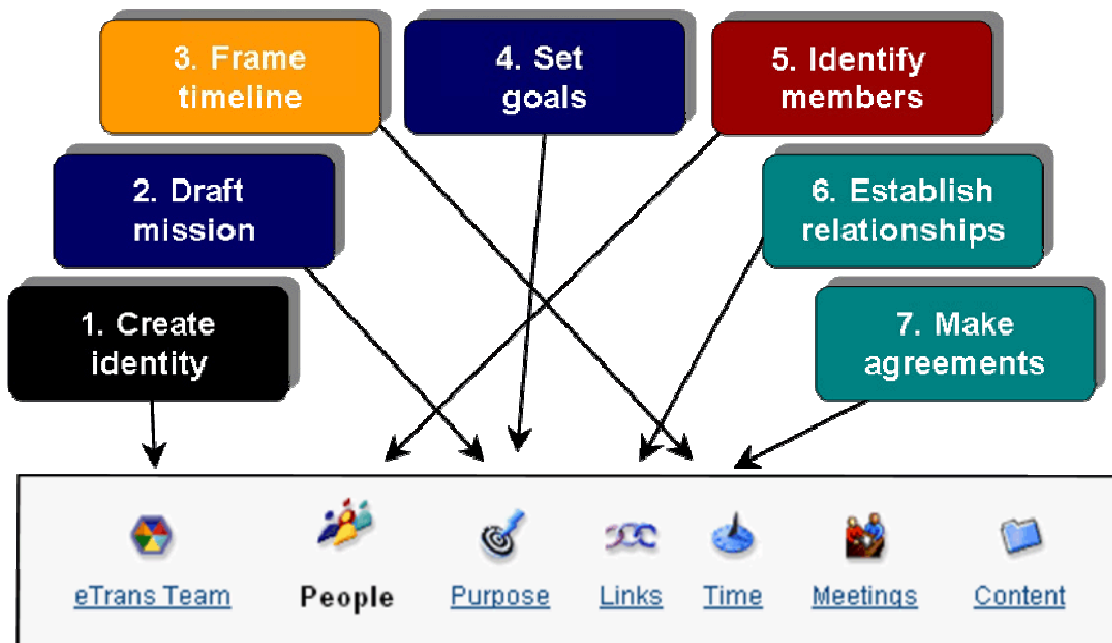 3. Frame
timeline
4. Set
goals
5. Identify
members
2. Draft
mission
6. Establish
relationships
1. Create
identity
7. Make
agreements
eTrans Team People Purpose Links Time Meetings Content